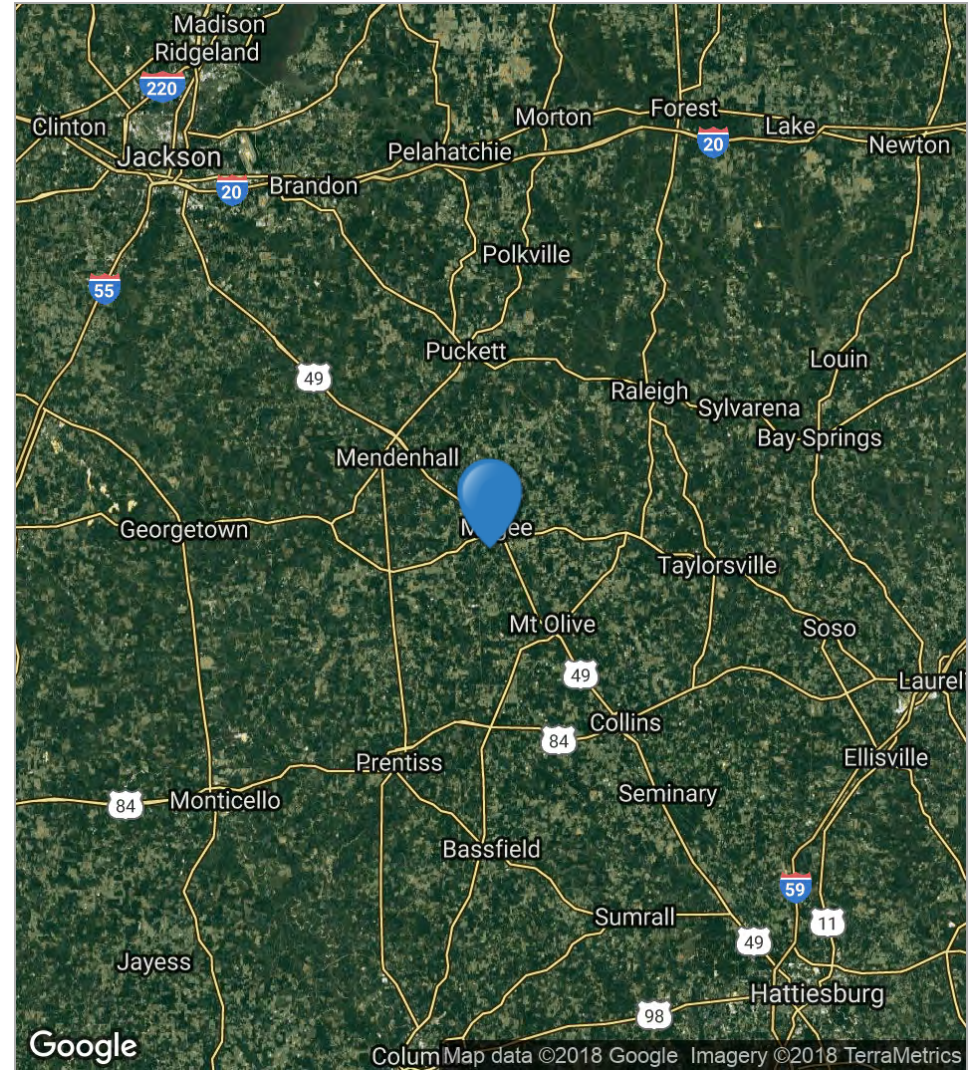 Madison
Ridgeland
220
Clinton
Morton
Forest
Lake
20
Newton
Jackson
Pelahatchie
20
Brandon
Polkville
55
Puckett
Louin
49
Raleigh
Sylvarena
Bay Springs
Mendenhall
Georgetown
Taylorsville
Mt Olive
Soso
49
Laurel
Collins
84
Prentiss
Ellisville
84
Monticello
Seminary
Bassfield
59
Sumrall
11
49
Jayess
Hattiesburg
98
Google
Colum
Map data ©2018 Google Imagery ©2018 TerraMetrics